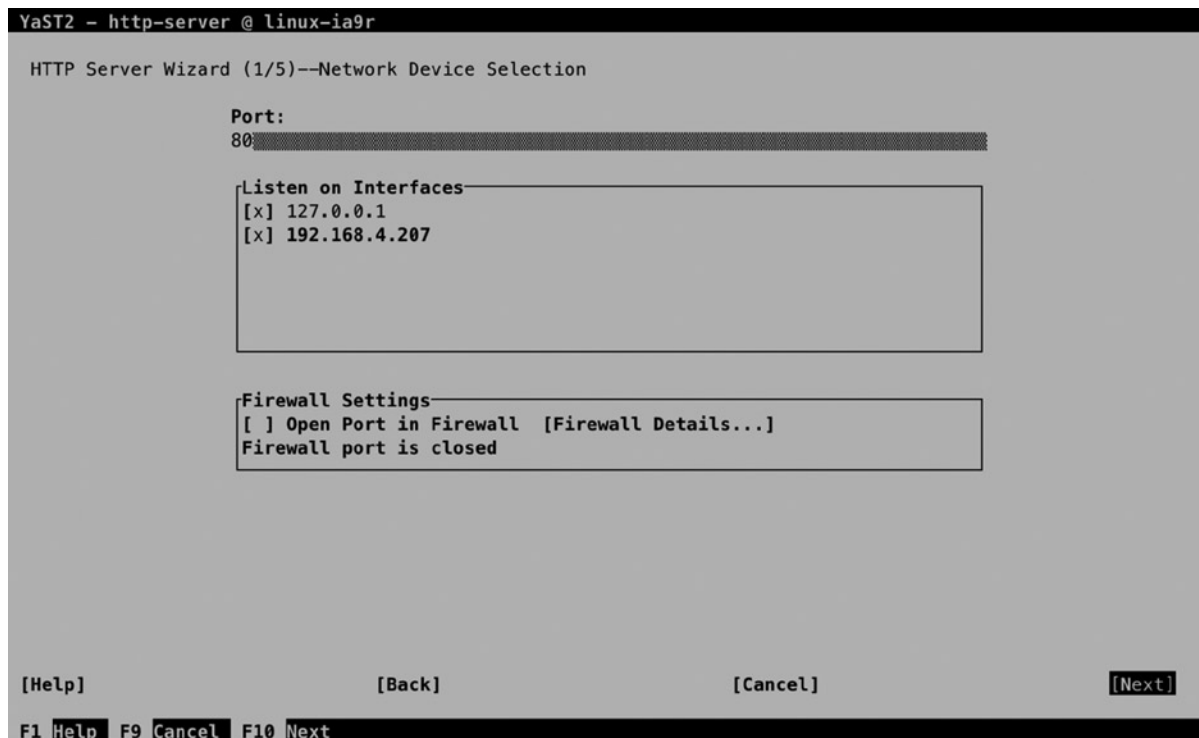 YaST2 - http-server @ linux-ia9r
HTTP Server Wizard (1/5)--Network Device Selection
Port:
80
Listen on Interfaces
[x] 127.0.0.1
[x] 192.168.4.207
Firewall Settings
[ ] Open Port in Firewall [Firewall Details...]
Firewall port is closed
[Help] [Back] [Cancel] [Next]
F1 Help F9 Cancel F10 Next